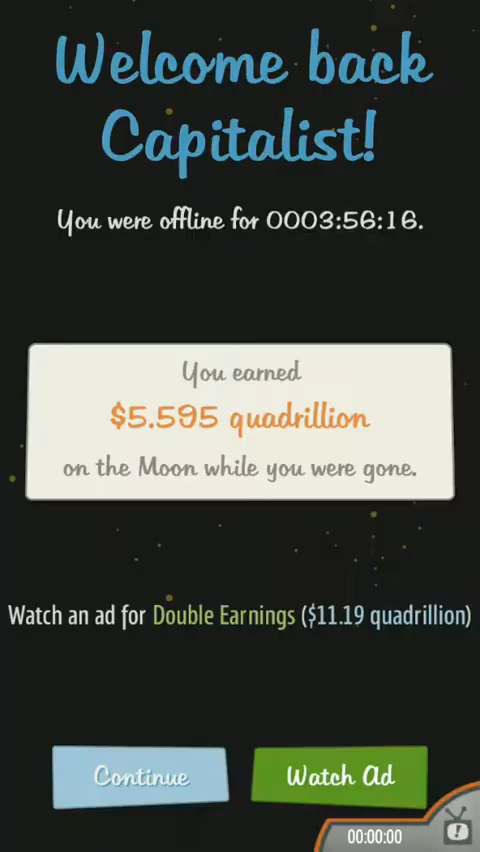 Welcome back
Capitalist!
You were offline for 0003:56:16.
You earned
$5.595 quadrillion
on the Moon while you were gone.
Watch an ad for Double Earnings ($11.19 quadrillion)
Continue
Watch Ad
00:00:00